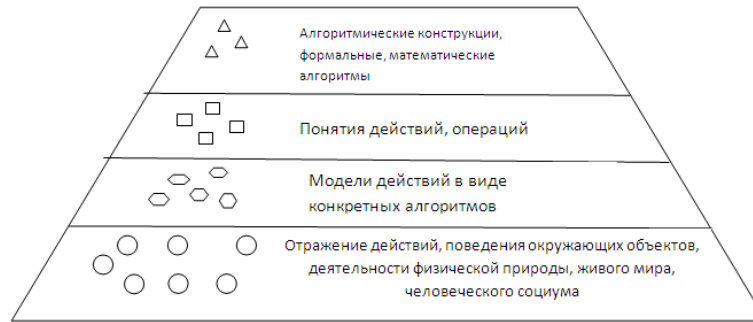 Алгоритмические конструкции,
формальные, математические
алгоритмы
Понятия действий, операций
Модели действий в виде
конкретных алгоритмов
Отражение действий, поведения окружающих объектов,
деятельности физической природы, живого мира,
человеческого социума